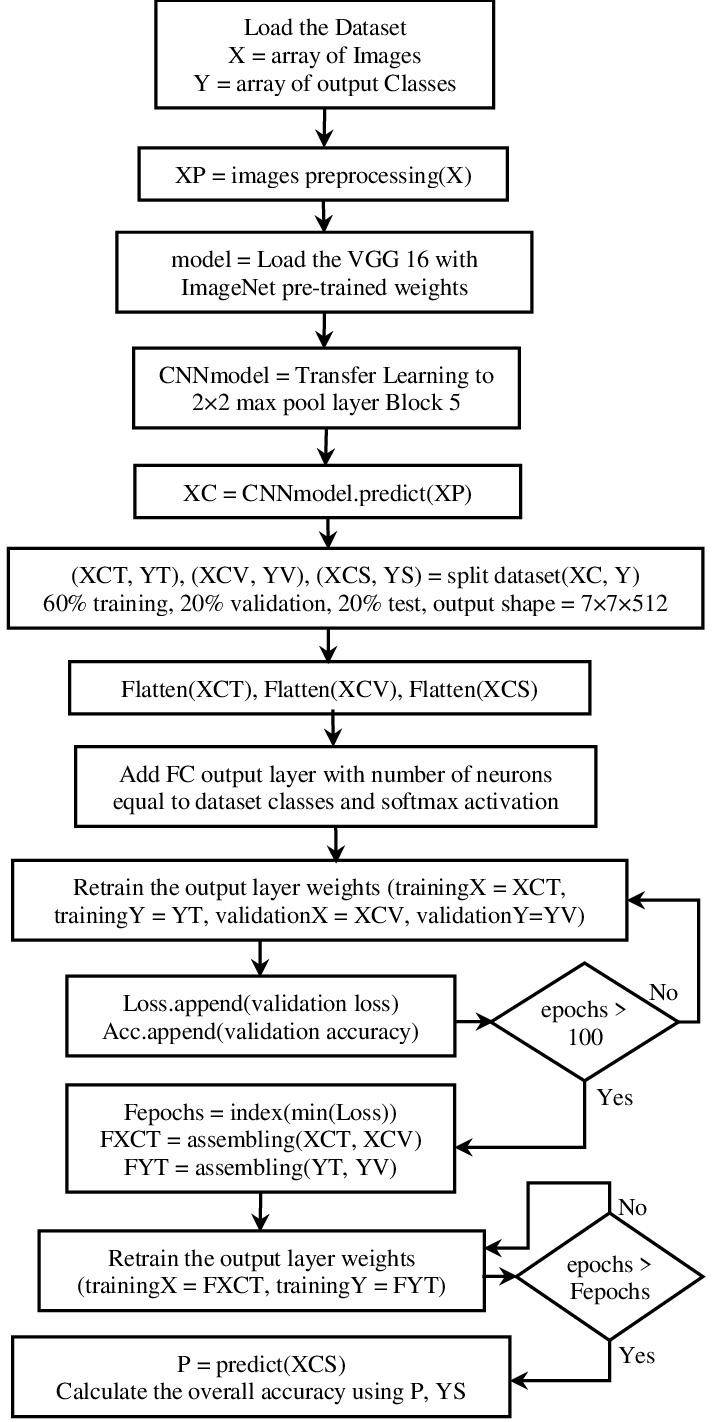 Load the Dataset
X = array of Images
Y = array of output Classes
XP = images preprocessing(X)
model = Load the VGG 16 with
ImageNet pre-trained weights
CNNmodel = Transfer Learning to
2×2 max pool layer Block 5
XC = CNNmodel.predict(XP)
(XCT, YT), (XCV, YV), (XCS, YS) = split dataset(XC, Y)
60% training, 20% validation, 20% test, output shape = 7×7×512
Flatten(XCT), Flatten(XCV), Flatten(XCS)
Add FC output layer with number of neurons
equal to dataset classes and softmax activation
Retrain the output layer weights (trainingX = XCT,
trainingY = YT, validationX = XCV, validationY=YV)
Loss.append(validation loss)
Acc.append(validation accuracy)
epochs >
100
No
Yes
Fepochs = index(min(Loss))
FXCT = assembling(XCT, XCV)
FYT = assembling(YT, YV)
Retrain the output layer weights
(trainingX = FXCT, trainingY = FYT)
epochs >
Fepochs
No
Yes
P = predict(XCS)
Calculate the overall accuracy using P, YS